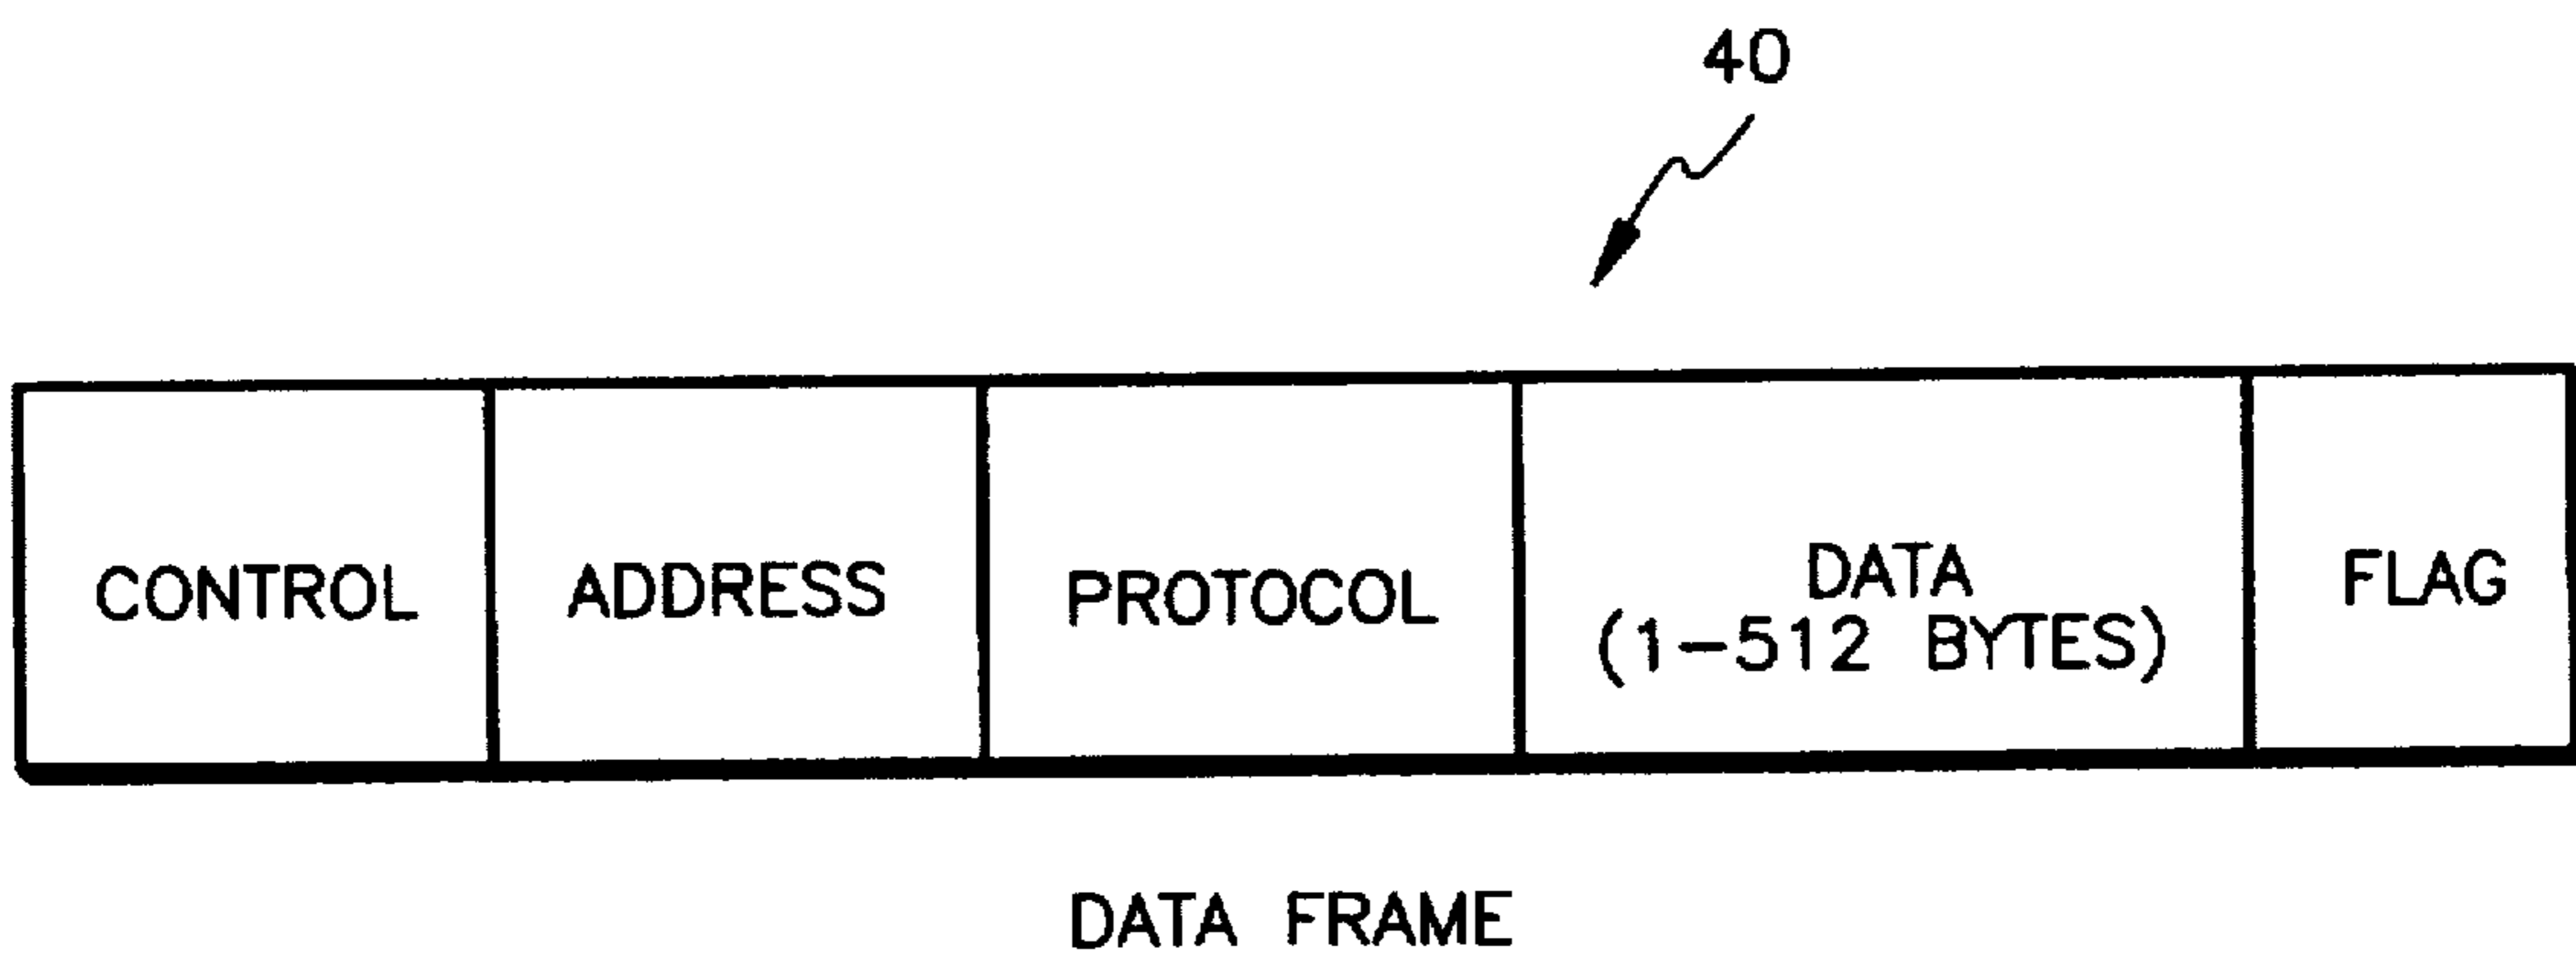 40
CONTROL
ADDRESS
PROTOCOL
DATA
(1-512 BYTES)
FLAG
DATA FRAME